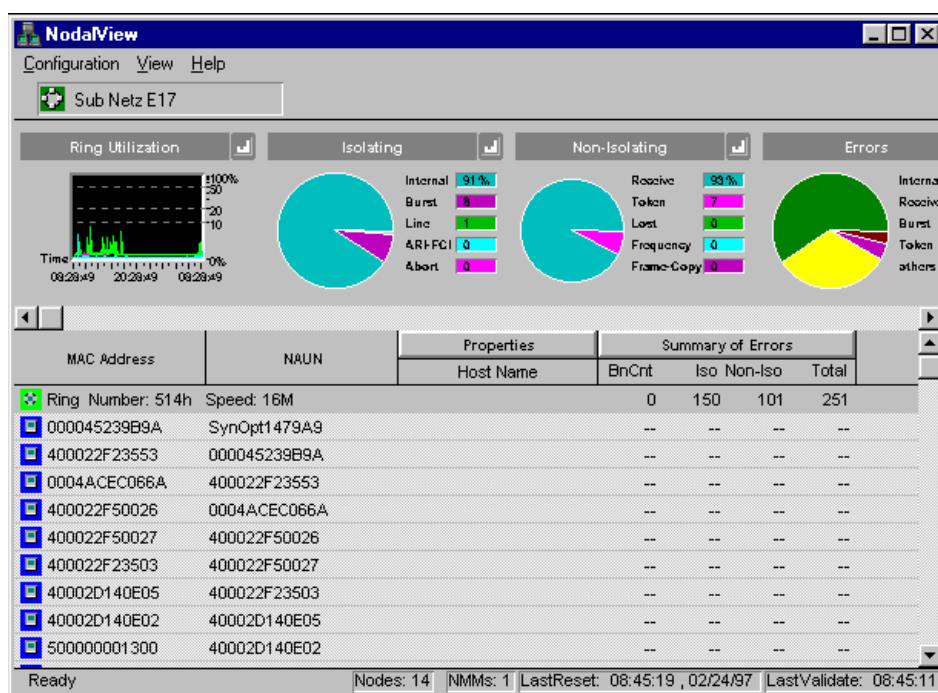 NodalView
Configuration View Help
Sub Netz E17
Ring Utilization
100%
50
20
10
0%
Time
08:28:49 20:28:49 08:28:49
Isolating
Internal 91%
Burst 8
Line 1
ARI-FCI 0
Abort 0
Non-Isolating
Receive 93%
Token 7
Lost 0
Frequency 0
Frame-Copy 0
Errors
Interna
Receive
Burst
Token
others
MAC Address NAUN Properties Summary of Errors
Host Name BnCnt Iso Non-Iso Total
Ring Number: 514h Speed: 16M 0 150 101 251
000045239B9A SynOpt1479A9 -- -- -- --
400022F23553 000045239B9A -- -- -- --
0004ACEC066A 400022F23553 -- -- -- --
400022F50026 0004ACEC066A -- -- -- --
400022F50027 400022F50026 -- -- -- --
400022F23503 400022F50027 -- -- -- --
40002D140E05 400022F23503 -- -- -- --
40002D140E02 40002D140E05 -- -- -- --
500000001300 40002D140E02 -- -- -- --
Ready Nodes: 14 NMMs: 1 LastReset: 08:45:19 , 02/24/97 LastValidate: 08:45:11